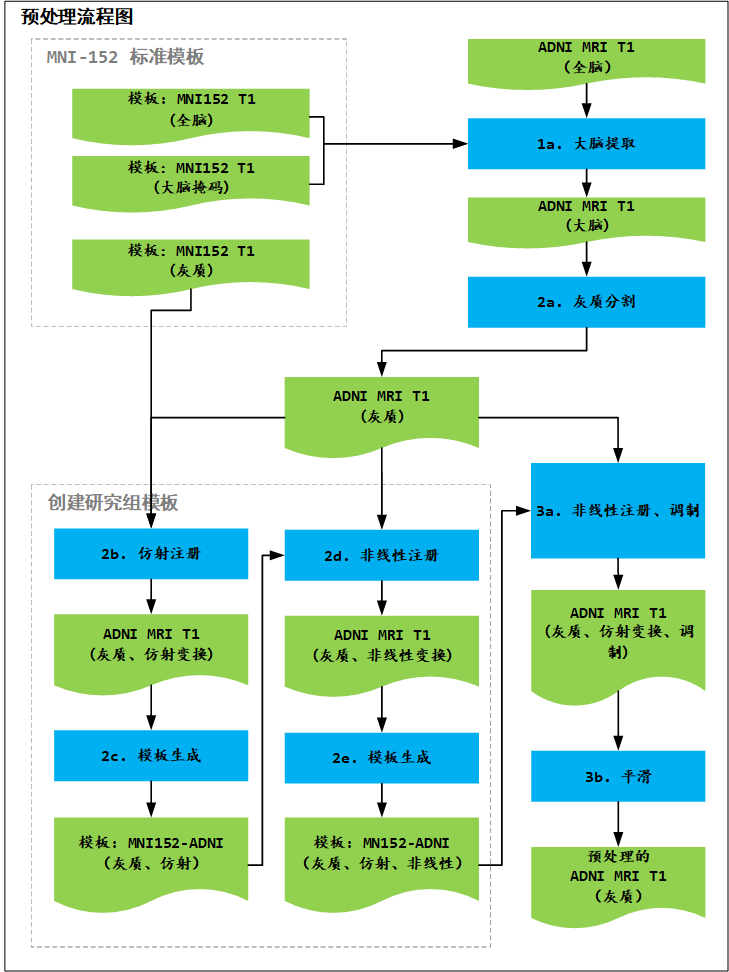 预处理流程图
MNI-152 标准模板
模板: MNI152 T1
(全脑)
模板: MNI152 T1
(大脑掩码)
模板: MNI152 T1
(灰质)
ADNI MRI T1
(全脑)
1a. 大脑提取
ADNI MRI T1
(大脑)
2a. 灰质分割
ADNI MRI T1
(灰质)
创建研究组模板
2b. 仿射注册
ADNI MRI T1
(灰质、仿射变换)
2c. 模板生成
模板: MNI152-ADNI
(灰质、仿射)
2d. 非线性注册
ADNI MRI T1
(灰质、非线性变换)
2e. 模板生成
模板: MN152-ADNI
(灰质、仿射、非线性)
3a. 非线性注册、调制
ADNI MRI T1
(灰质、仿射变换、调
制)
3b. 平滑
预处理的
ADNI MRI T1
(灰质)